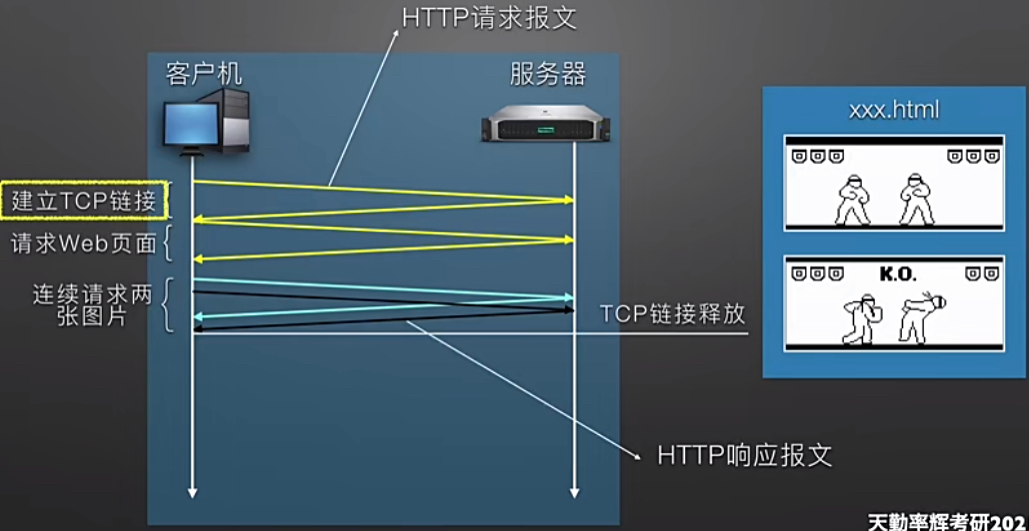 HTTP请求报文
客户机
服务器
xxx.html
建立TCP链接
请求Web页面
K.O.
连续请求两
张图片
TCP链接释放
HTTP响应报文
天勤率辉考研202